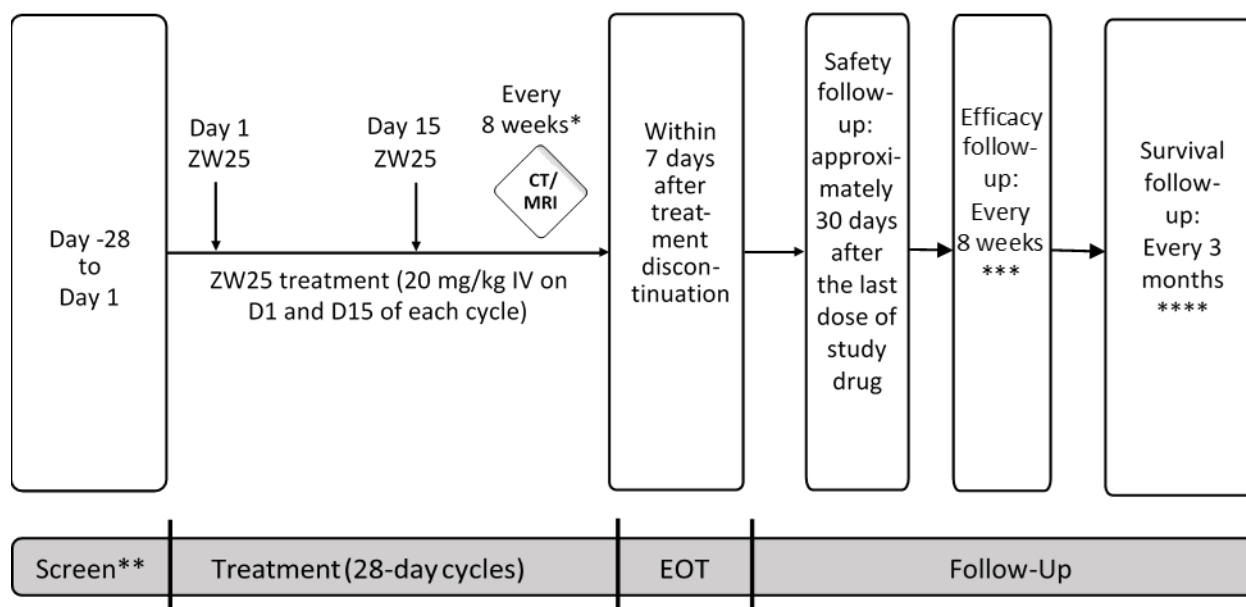 Day -28
to
Day 1
Day 1
ZW25
Day 15
ZW25
Every
8 weeks*
CT/
MRI
ZW25 treatment (20 mg/kg IV on
D1 and D15 of each cycle)
Within
7 days
after
treat-
ment
discon-
tinuation
Safety
follow-
up:
approxi-
mately
30 days
after
the last
dose of
study
drug
Efficacy
follow-
up:
Every
8 weeks
***
Survival
follow-
up:
Every 3
months
****
Screen**
Treatment (28-day cycles)
EOT
Follow-Up